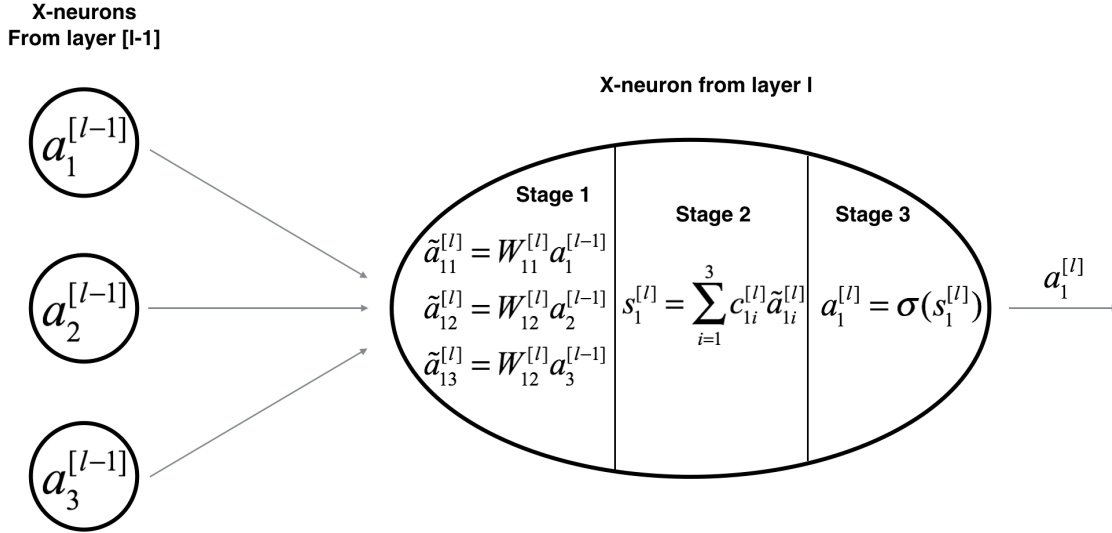 X-neurons
From layer [l-1]
X-neuron from layer l
a_1^{[l-1]}
a_2^{[l-1]}
a_3^{[l-1]}
Stage 1
ã_{11}^{[l]} = W_{11}^{[l]} a_1^{[l-1]}
ã_{12}^{[l]} = W_{12}^{[l]} a_2^{[l-1]}
ã_{13}^{[l]} = W_{12}^{[l]} a_3^{[l-1]}
Stage 2
s_1^{[l]} = \sum_{i=1}^{3} c_{1i}^{[l]} ã_{1i}^{[l]}
Stage 3
a_1^{[l]} = σ(s_1^{[l]})
a_1^{[l]}